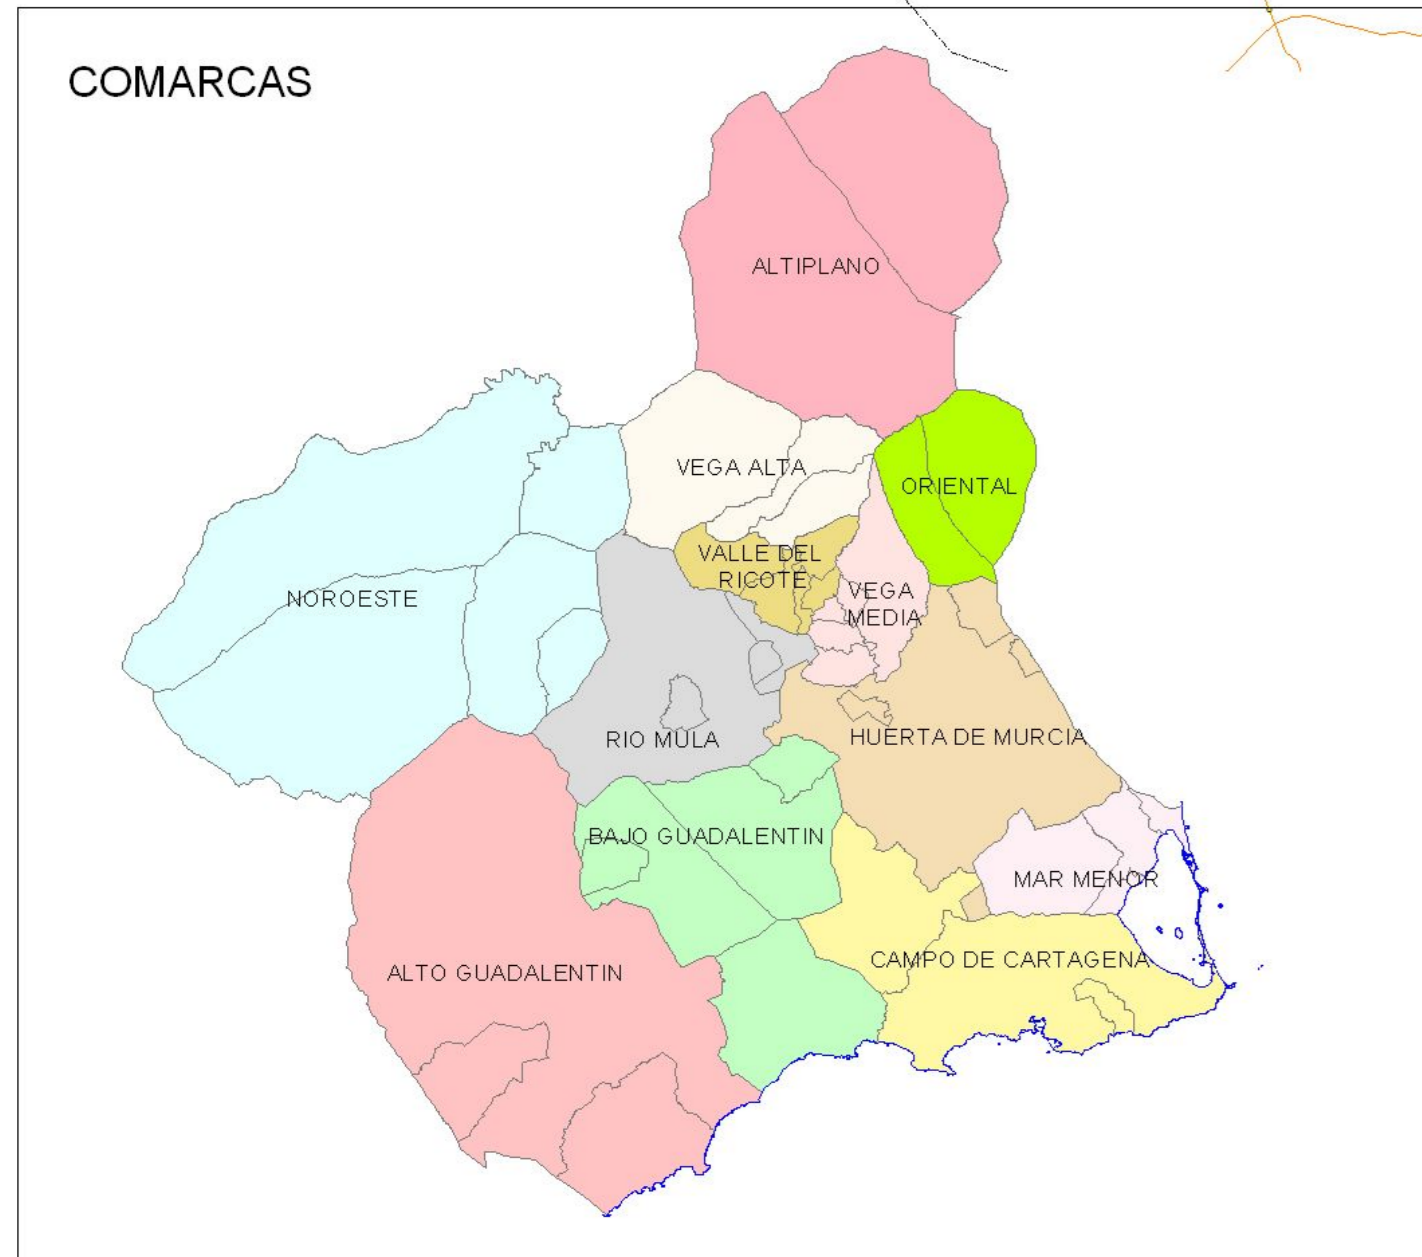 COMARCAS
ALTIPLANO
VEGA ALTA
ORIENTAL
VALLE DEL
RICOTE
NOROESTE
VEGA
MEDIA
RIO MULA
HUERTA DE MURCIA
BAJO GUADALENTIN
MAR MENOR
ALTO GUADALENTIN
CAMPO DE CARTAGENA